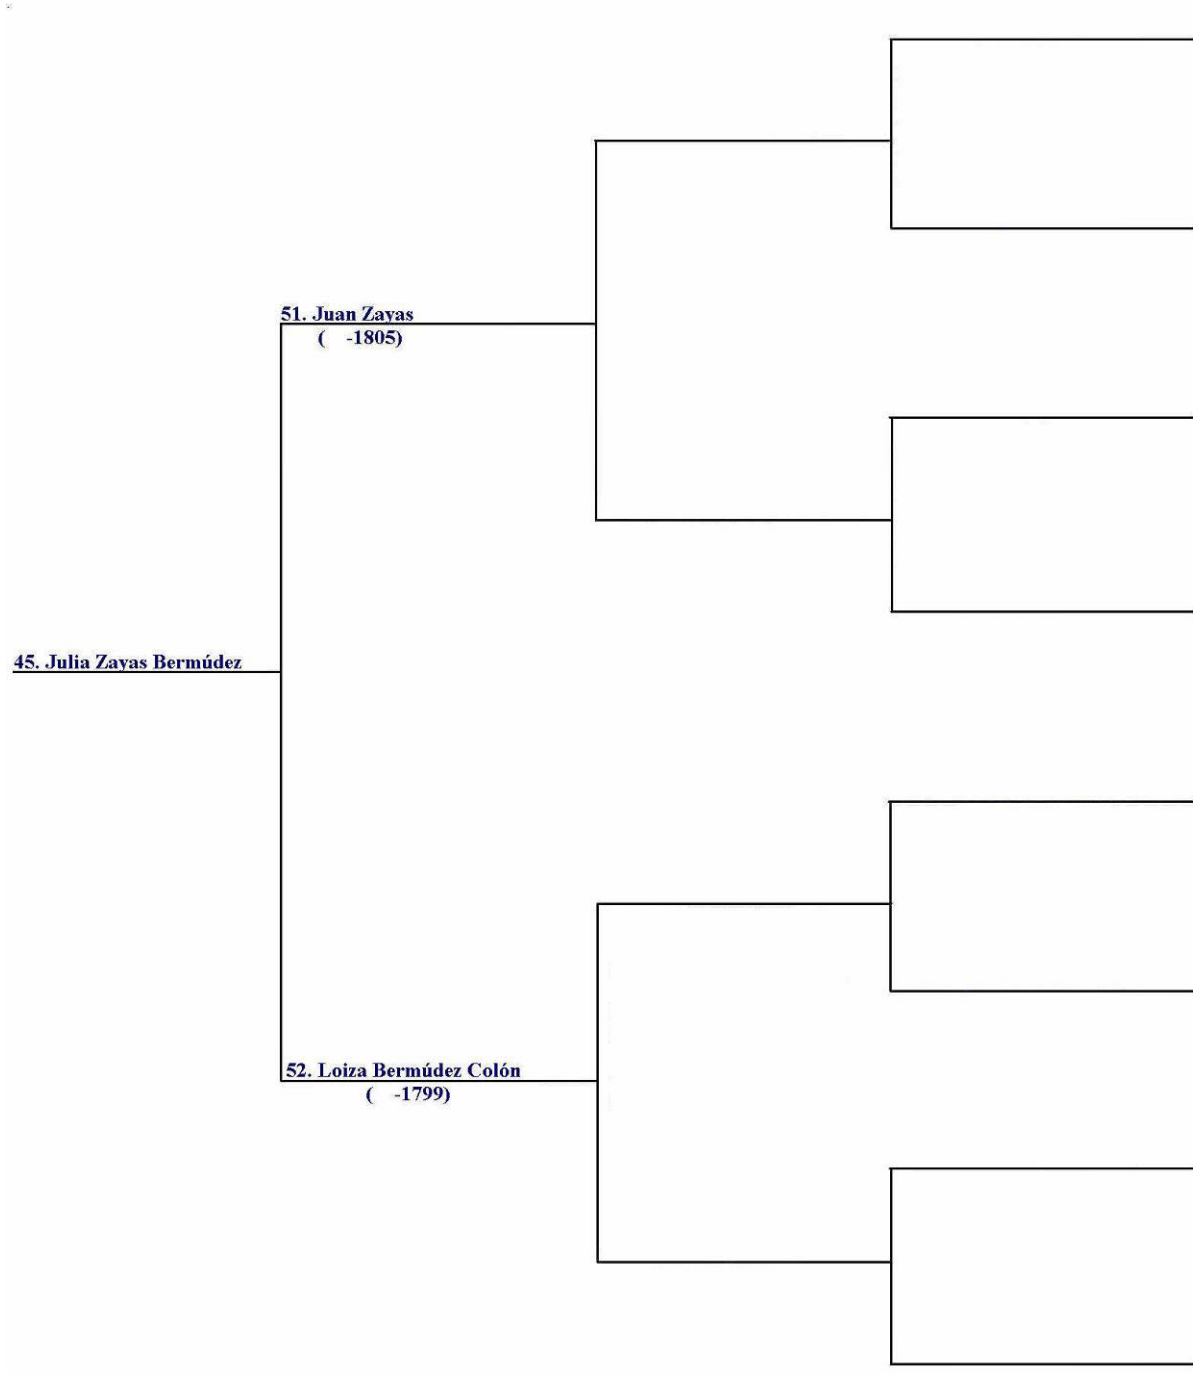 51. Juan Zayas
( -1805)
45. Julia Zayas Bermúdez
52. Loiza Bermúdez Colón
( -1799)